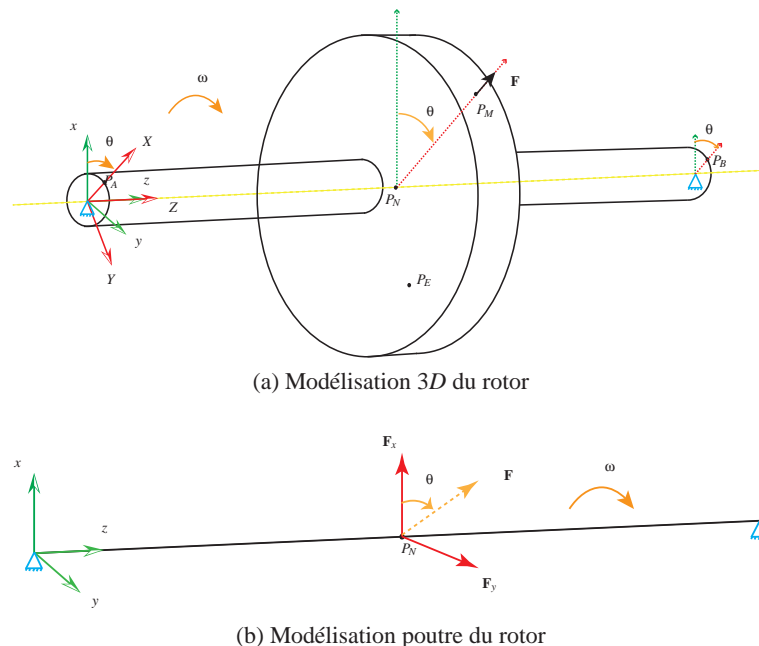 ω
x
θ
X
P_A
z
Z
y
Y
θ
F
P_M
P_N
P_E
θ
P_B
(a) Modélisation 3D du rotor
F_x
x
θ
F
ω
z
P_N
y
F_y
(b) Modélisation poutre du rotor